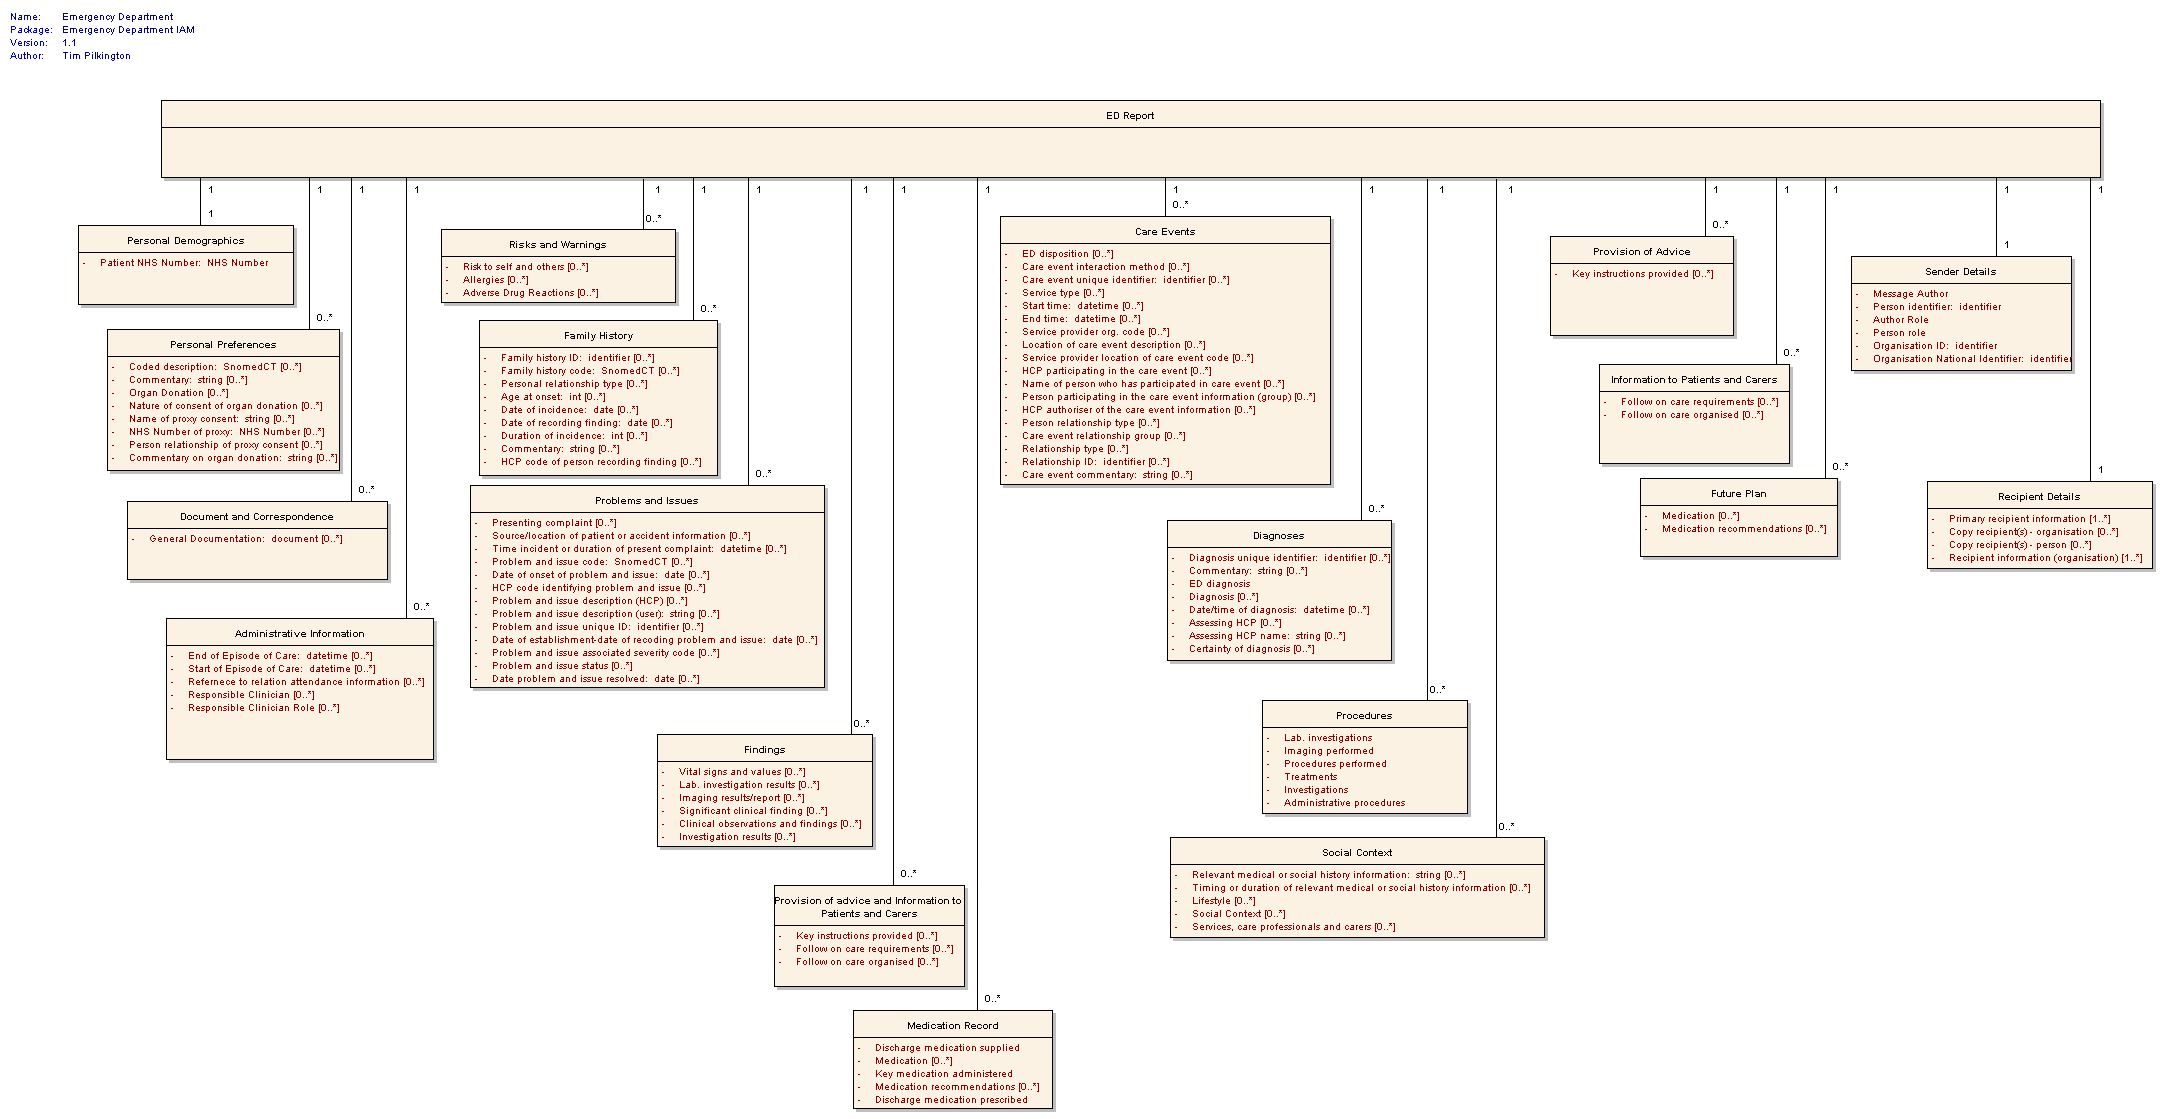 Name: Emergency Department
Package: Emergency Department IAM
Version: 1.1
Author: Tim Pilkington
ED Report
1 1 1 1 1 1 1 1 1 1 1 1 1 1 1 1 1 1 1
1
Personal Demographics
- Patient NHS Number: NHS Number
0..*
Personal Preferences
- Coded description: SnomedCT [0..*]
- Commentary: string [0..*]
- Organ Donation [0..*]
- Nature of consent of organ donation [0..*]
- Name of proxy consent: string [0..*]
- NHS Number of proxy: NHS Number [0..*]
- Person relationship of proxy consent [0..*]
- Commentary on organ donation: string [0..*]
0..*
Document and Correspondence
- General Documentation: document [0..*]
0..*
Administrative Information
- End of Episode of Care: datetime [0..*]
- Start of Episode of Care: datetime [0..*]
- Refernece to relation attendance information [0..*]
- Responsible Clinician [0..*]
- Responsible Clinician Role [0..*]
0..*
Risks and Warnings
- Risk to self and others [0..*]
- Allergies [0..*]
- Adverse Drug Reactions [0..*]
0..*
Family History
- Family history ID: identifier [0..*]
- Family history code: SnomedCT [0..*]
- Personal relationship type [0..*]
- Age at onset: int [0..*]
- Date of incidence: date [0..*]
- Date of recording finding: date [0..*]
- Duration of incidence: int [0..*]
- Commentary: string [0..*]
- HCP code of person recording finding [0..*]
0..*
Problems and Issues
- Presenting complaint [0..*]
- Source/location of patient or accident information [0..*]
- Time incident or duration of present complaint: datetime [0..*]
- Problem and issue code: SnomedCT [0..*]
- Date of onset of problem and issue: date [0..*]
- HCP code identifying problem and issue [0..*]
- Problem and issue description (HCP) [0..*]
- Problem and issue description (user): string [0..*]
- Problem and issue unique ID: identifier [0..*]
- Date of establishment-date of recoding problem and issue: date [0..*]
- Problem and issue associated severity code [0..*]
- Problem and issue status [0..*]
- Date problem and issue resolved: date [0..*]
0..*
Findings
- Vital signs and values [0..*]
- Lab. investigation results [0..*]
- Imaging results/report [0..*]
- Significant clinical finding [0..*]
- Clinical observations and findings [0..*]
- Investigation results [0..*]
0..*
Provision of advice and Information to
Patients and Carers
- Key instructions provided [0..*]
- Follow on care requirements [0..*]
- Follow on care organised [0..*]
0..*
Medication Record
- Discharge medication supplied
- Medication [0..*]
- Key medication administered
- Medication recommendations [0..*]
- Discharge medication prescribed
0..*
Care Events
- ED disposition [0..*]
- Care event interaction method [0..*]
- Care event unique identifier: identifier [0..*]
- Service type [0..*]
- Start time: datetime [0..*]
- End time: datetime [0..*]
- Service provider org. code [0..*]
- Location of care event description [0..*]
- Service provider location of care event code [0..*]
- HCP participating in the care event [0..*]
- Name of person who has participated in care event [0..*]
- Person participating in the care event information (group) [0..*]
- HCP authoriser of the care event information [0..*]
- Person relationship type [0..*]
- Care event relationship group [0..*]
- Relationship type [0..*]
- Relationship ID: identifier [0..*]
- Care event commentary: string [0..*]
0..*
Diagnoses
- Diagnosis unique identifier: identifier [0..*]
- Commentary: string [0..*]
- ED diagnosis
- Diagnosis [0..*]
- Date/time of diagnosis: datetime [0..*]
- Assessing HCP [0..*]
- Assessing HCP name: string [0..*]
- Certainty of diagnosis [0..*]
0..*
Procedures
- Lab. investigations
- Imaging performed
- Procedures performed
- Treatments
- Investigations
- Administrative procedures
0..*
Social Context
- Relevant medical or social history information: string [0..*]
- Timing or duration of relevant medical or social history information [0..*]
- Lifestyle [0..*]
- Social Context [0..*]
- Services, care professionals and carers [0..*]
0..*
Provision of Advice
- Key instructions provided [0..*]
0..*
Information to Patients and Carers
- Follow on care requirements [0..*]
- Follow on care organised [0..*]
0..*
Future Plan
- Medication [0..*]
- Medication recommendations [0..*]
1
Sender Details
- Message Author
- Person identifier: identifier
- Author Role
- Person role
- Organisation ID: identifier
- Organisation National Identifier: identifier
1
Recipient Details
- Primary recipient information [1..*]
- Copy recipient(s) - organisation [0..*]
- Copy recipient(s) - person [0..*]
- Recipient information (organisation) [1..*]